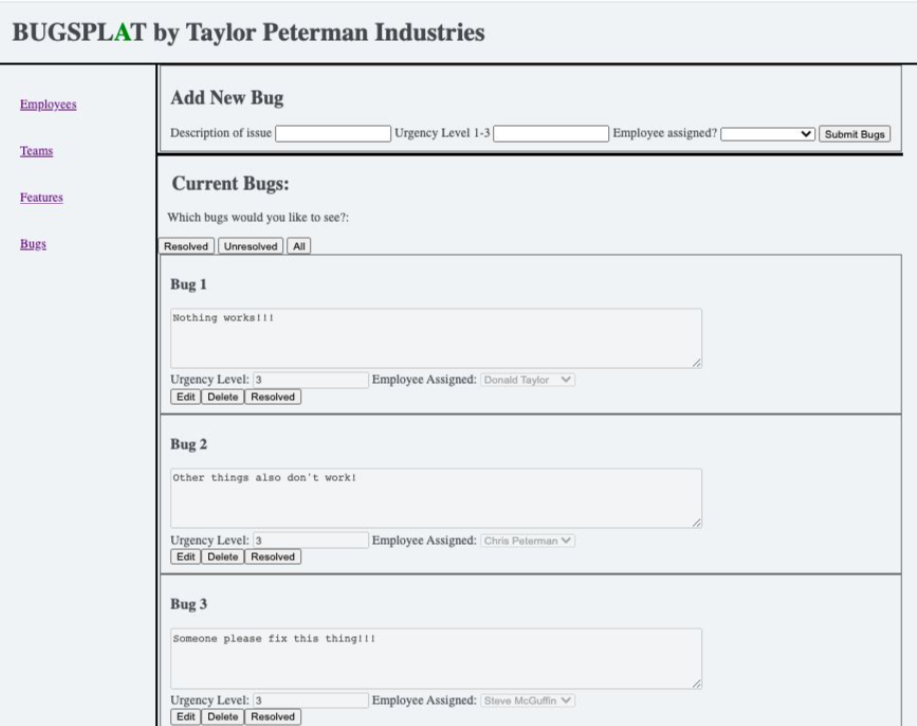 BUGSPLAT by Taylor Peterman Industries
Employees
Teams
Features
Bugs
Add New Bug
Description of issue Urgency Level 1-3 Employee assigned? Submit Bugs
Current Bugs:
Which bugs would you like to see?:
Resolved Unresolved All
Bug 1
Nothing works!!!
Urgency Level: 3 Employee Assigned: Donald Taylor
Edit Delete Resolved
Bug 2
Other things also don't work!
Urgency Level: 3 Employee Assigned: Chris Peterman
Edit Delete Resolved
Bug 3
Someone please fix this thing!!!
Urgency Level: 3 Employee Assigned: Steve McGuffin
Edit Delete Resolved